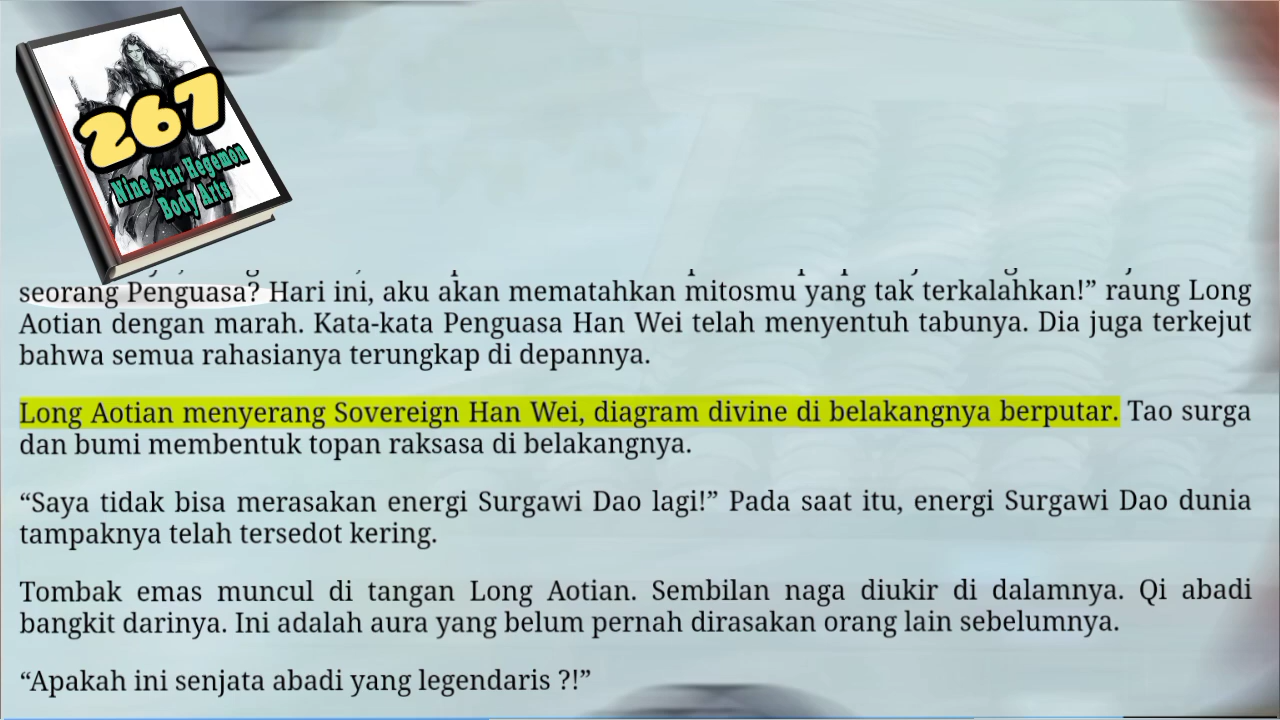 267
Nine Star Hegemon
Body Arts
seorang Penguasa? Hari ini, aku akan mematahkan mitosmu yang tak terkalahkan!” raung Long
Aotian dengan marah. Kata-kata Penguasa Han Wei telah menyentuh tabunya. Dia juga terkejut
bahwa semua rahasianya terungkap di depannya.
Long Aotian menyerang Sovereign Han Wei, diagram divine di belakangnya berputar. Tao surga
dan bumi membentuk topan raksasa di belakangnya.
“Saya tidak bisa merasakan energi Surgawi Dao lagi!” Pada saat itu, energi Surgawi Dao dunia
tampaknya telah tersedot kering.
Tombak emas muncul di tangan Long Aotian. Sembilan naga diukir di dalamnya. Qi abadi
bangkit darinya. Ini adalah aura yang belum pernah dirasakan orang lain sebelumnya.
“Apakah ini senjata abadi yang legendaris ?!”